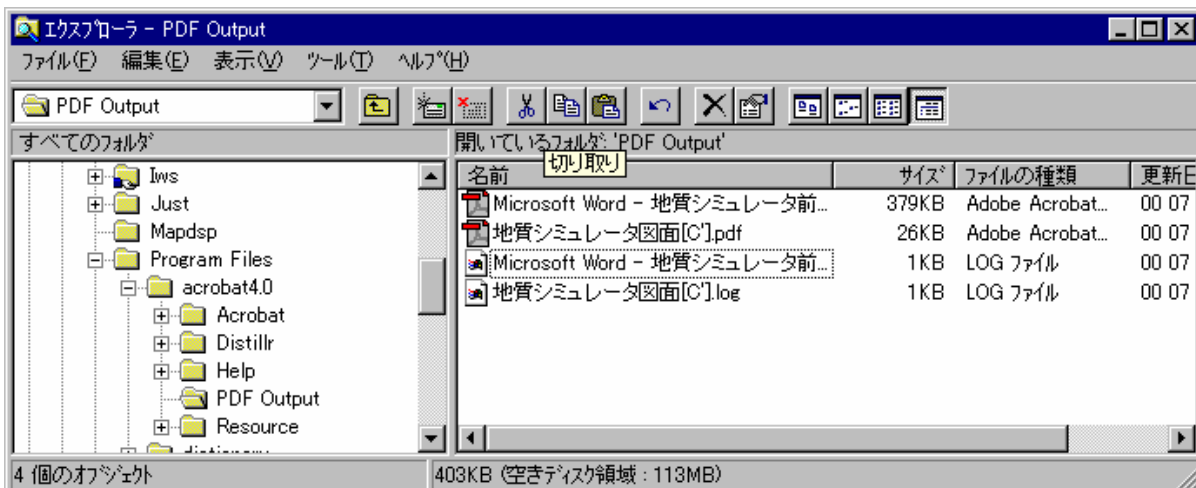 エクスプローラ - PDF Output
ファイル(F) 編集(E) 表示(V) ツール(T) ヘルプ(H)
PDF Output
すべてのフォルダ
開いているフォルダ: 'PDF Output'
切り取り
Iws
Just
Mapdsp
Program Files
acrobat4.0
Acrobat
Distillr
Help
PDF Output
Resource
dictionary
名前 サイズ ファイルの種類 更新日
Microsoft Word - 地質シミュレータ前... 379KB Adobe Acrobat... 00 07
地質シミュレータ図面[C'].pdf 26KB Adobe Acrobat... 00 07
Microsoft Word - 地質シミュレータ前... 1KB LOG ファイル 00 07
地質シミュレータ図面[C'].log 1KB LOG ファイル 00 07
4 個のオブジェクト
403KB (空きディスク領域 : 113MB)